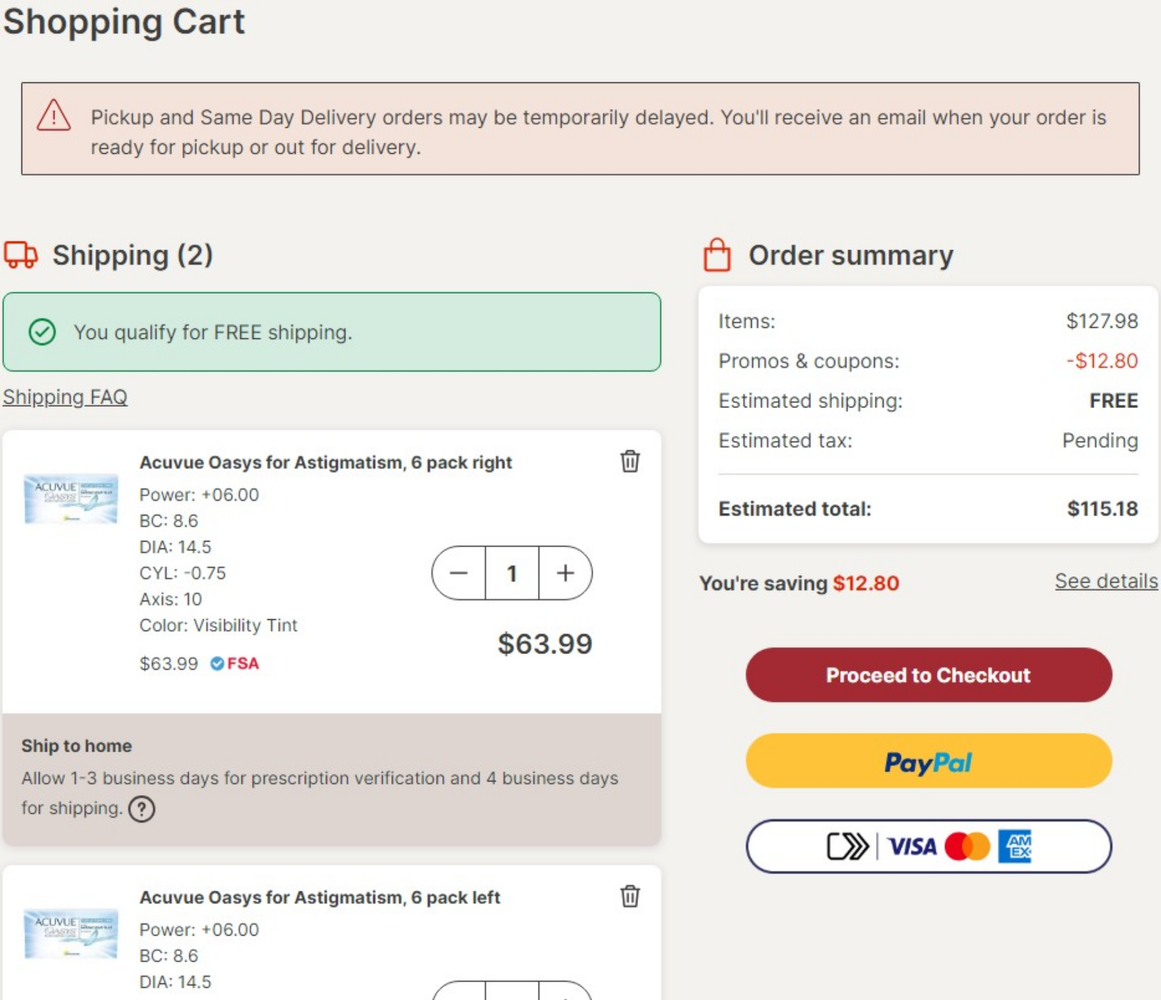 Shopping Cart
Pickup and Same Day Delivery orders may be temporarily delayed. You'll receive an email when your order is
ready for pickup or out for delivery.
Shipping (2)
You qualify for FREE shipping.
Shipping FAQ
Acuvue Oasys for Astigmatism, 6 pack right
ACUVUE
Power: +06.00
BC: 8.6
DIA: 14.5
CYL: -0.75
Axis: 10
Color: Visibility Tint
$63.99 FSA
1
$63.99
Ship to home
Allow 1-3 business days for prescription verification and 4 business days
for shipping.
Acuvue Oasys for Astigmatism, 6 pack left
ACUVUE
Power: +06.00
BC: 8.6
DIA: 14.5
Order summary
Items: $127.98
Promos & coupons: -$12.80
Estimated shipping: FREE
Estimated tax: Pending
Estimated total: $115.18
You're saving $12.80 See details
Proceed to Checkout
PayPal
VISA AM EX